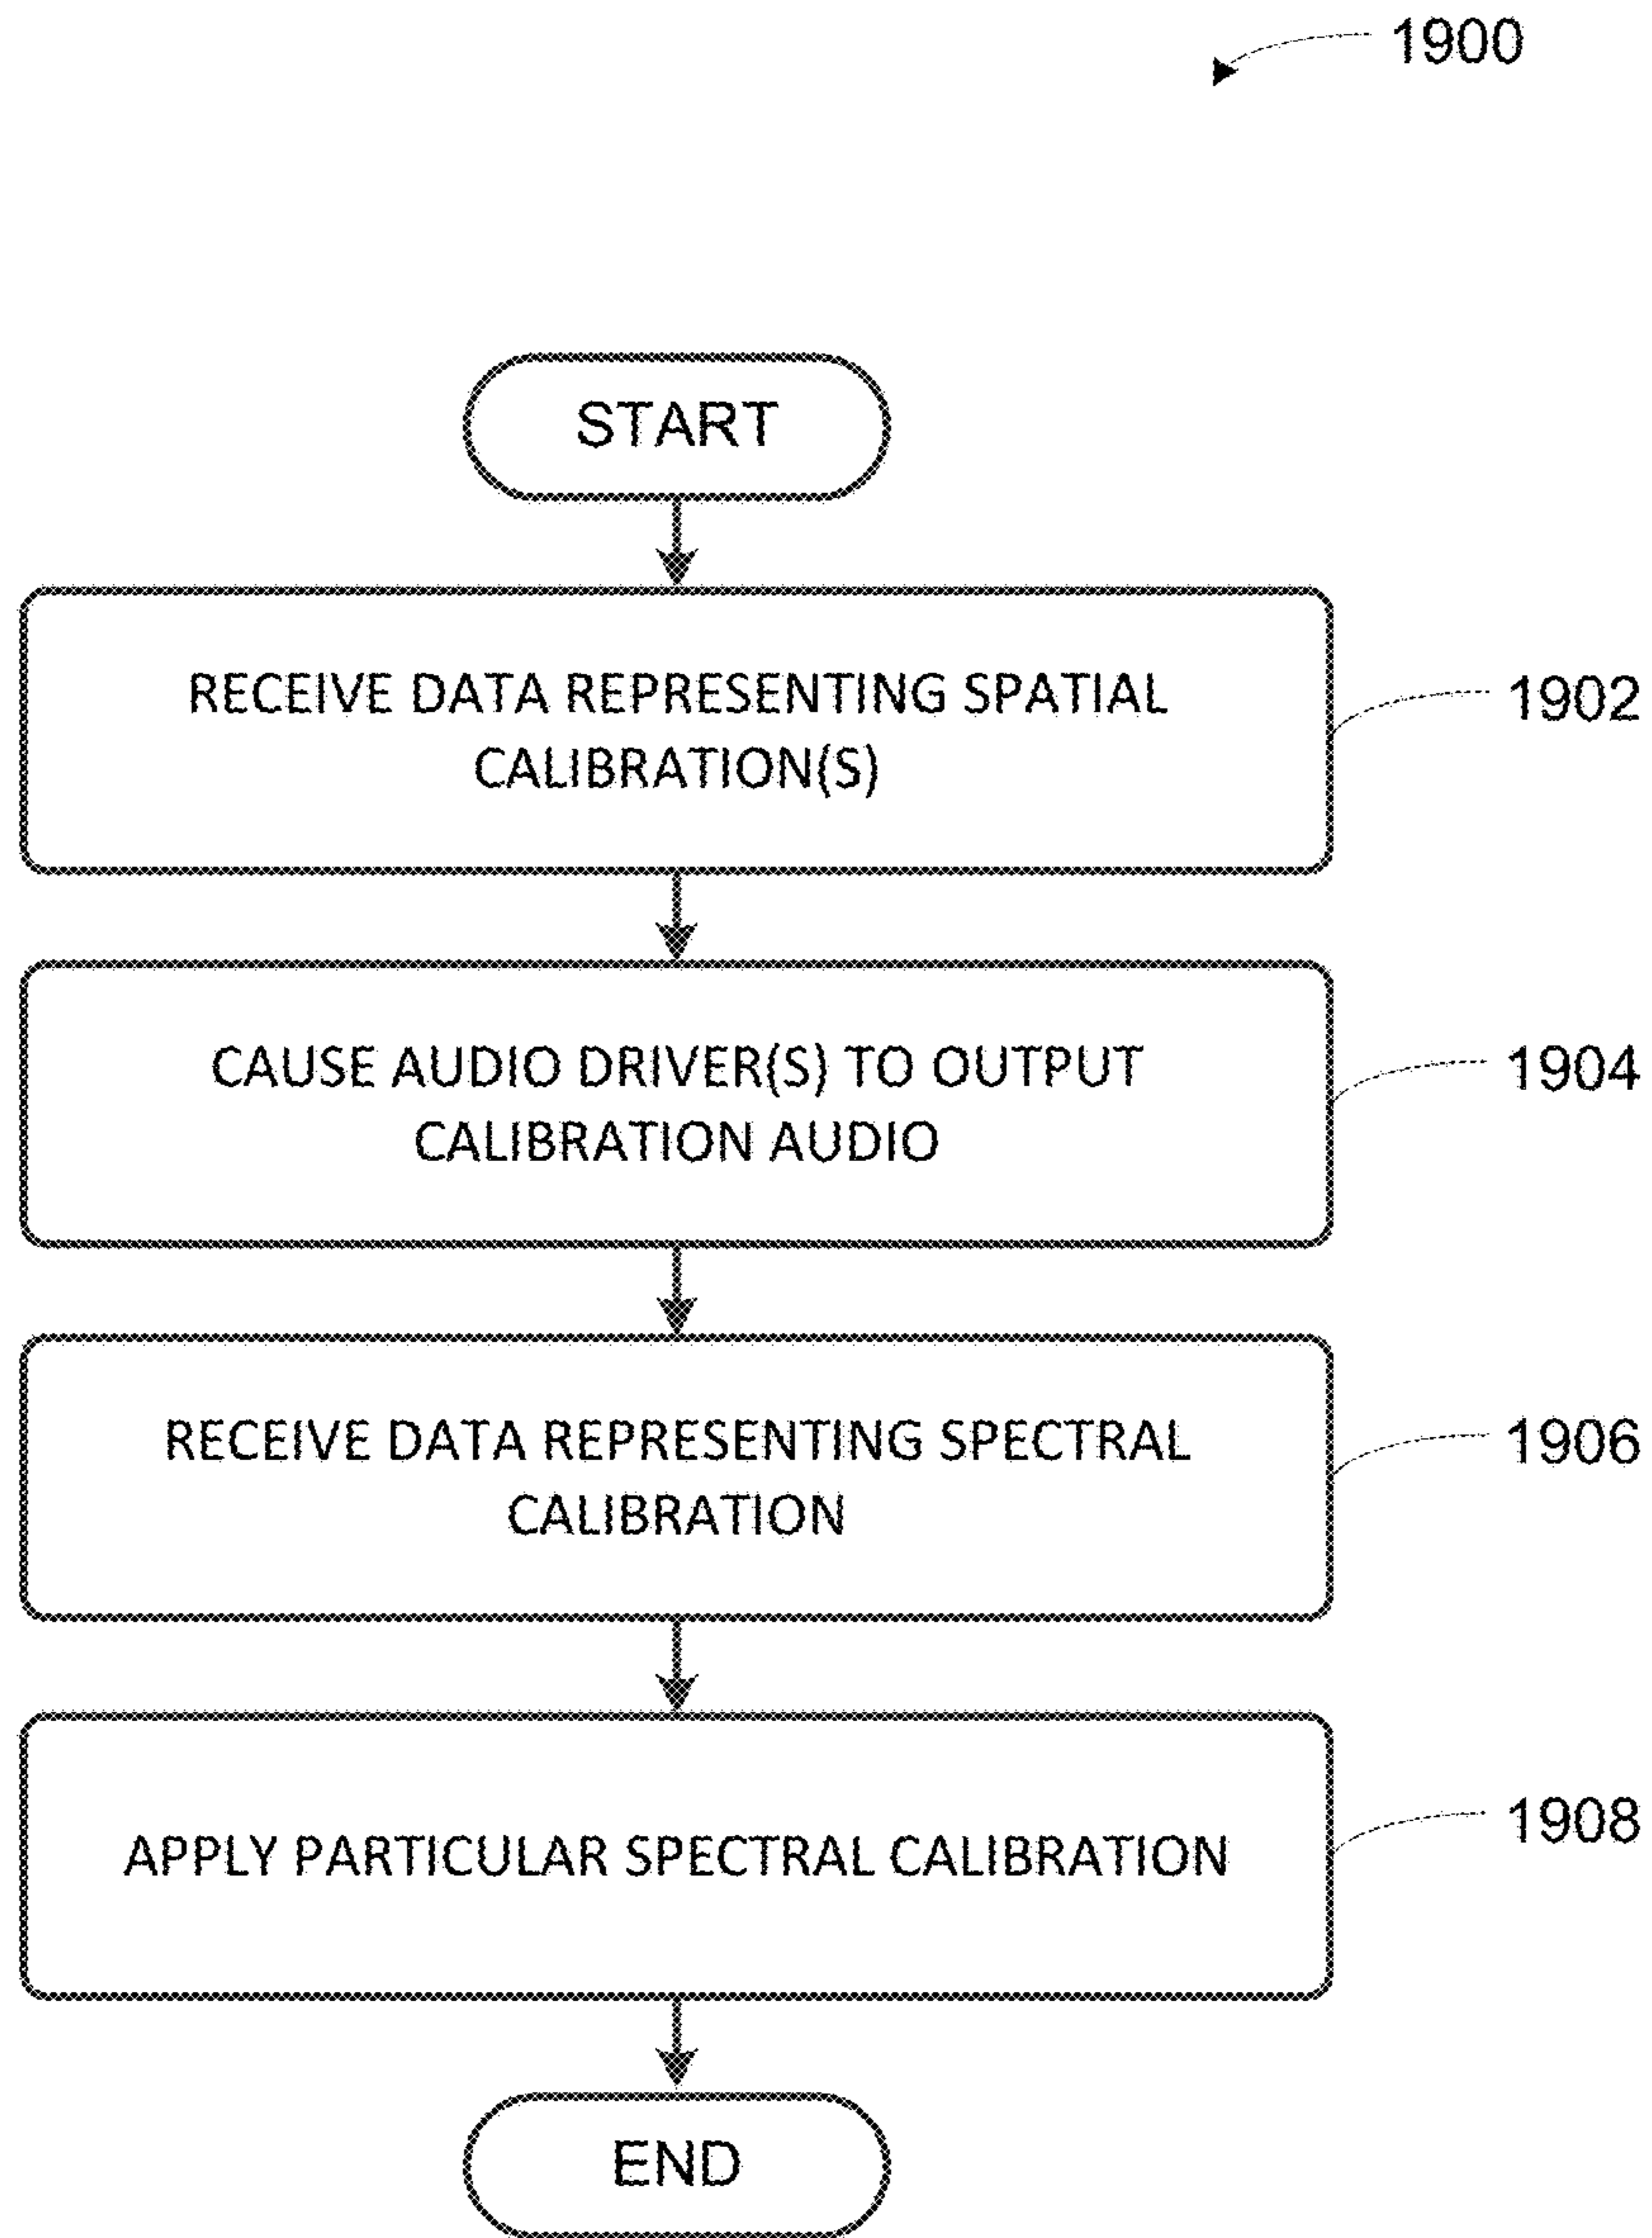 1900
START
RECEIVE DATA REPRESENTING SPATIAL
CALIBRATION(S)
1902
CAUSE AUDIO DRIVER(S) TO OUTPUT
CALIBRATION AUDIO
1904
RECEIVE DATA REPRESENTING SPECTRAL
CALIBRATION
1906
APPLY PARTICULAR SPECTRAL CALIBRATION
1908
END